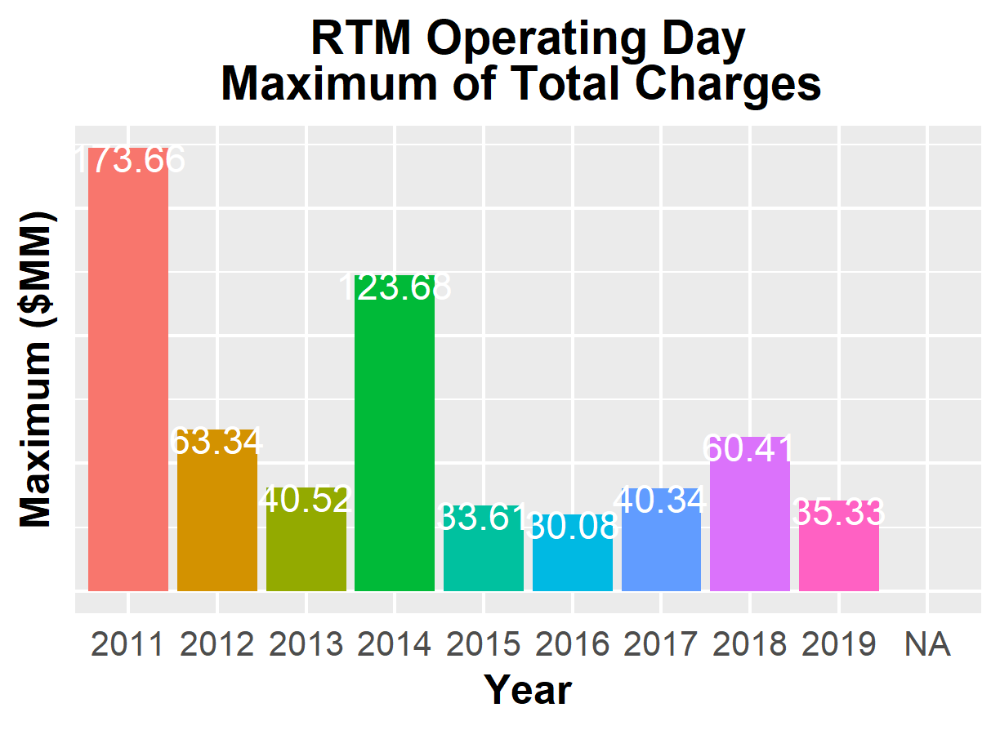 RTM Operating Day
Maximum of Total Charges
Maximum ($MM)
173.66
63.34
40.52
123.68
33.61
30.08
40.34
60.41
35.33
2011 2012 2013 2014 2015 2016 2017 2018 2019 NA
Year